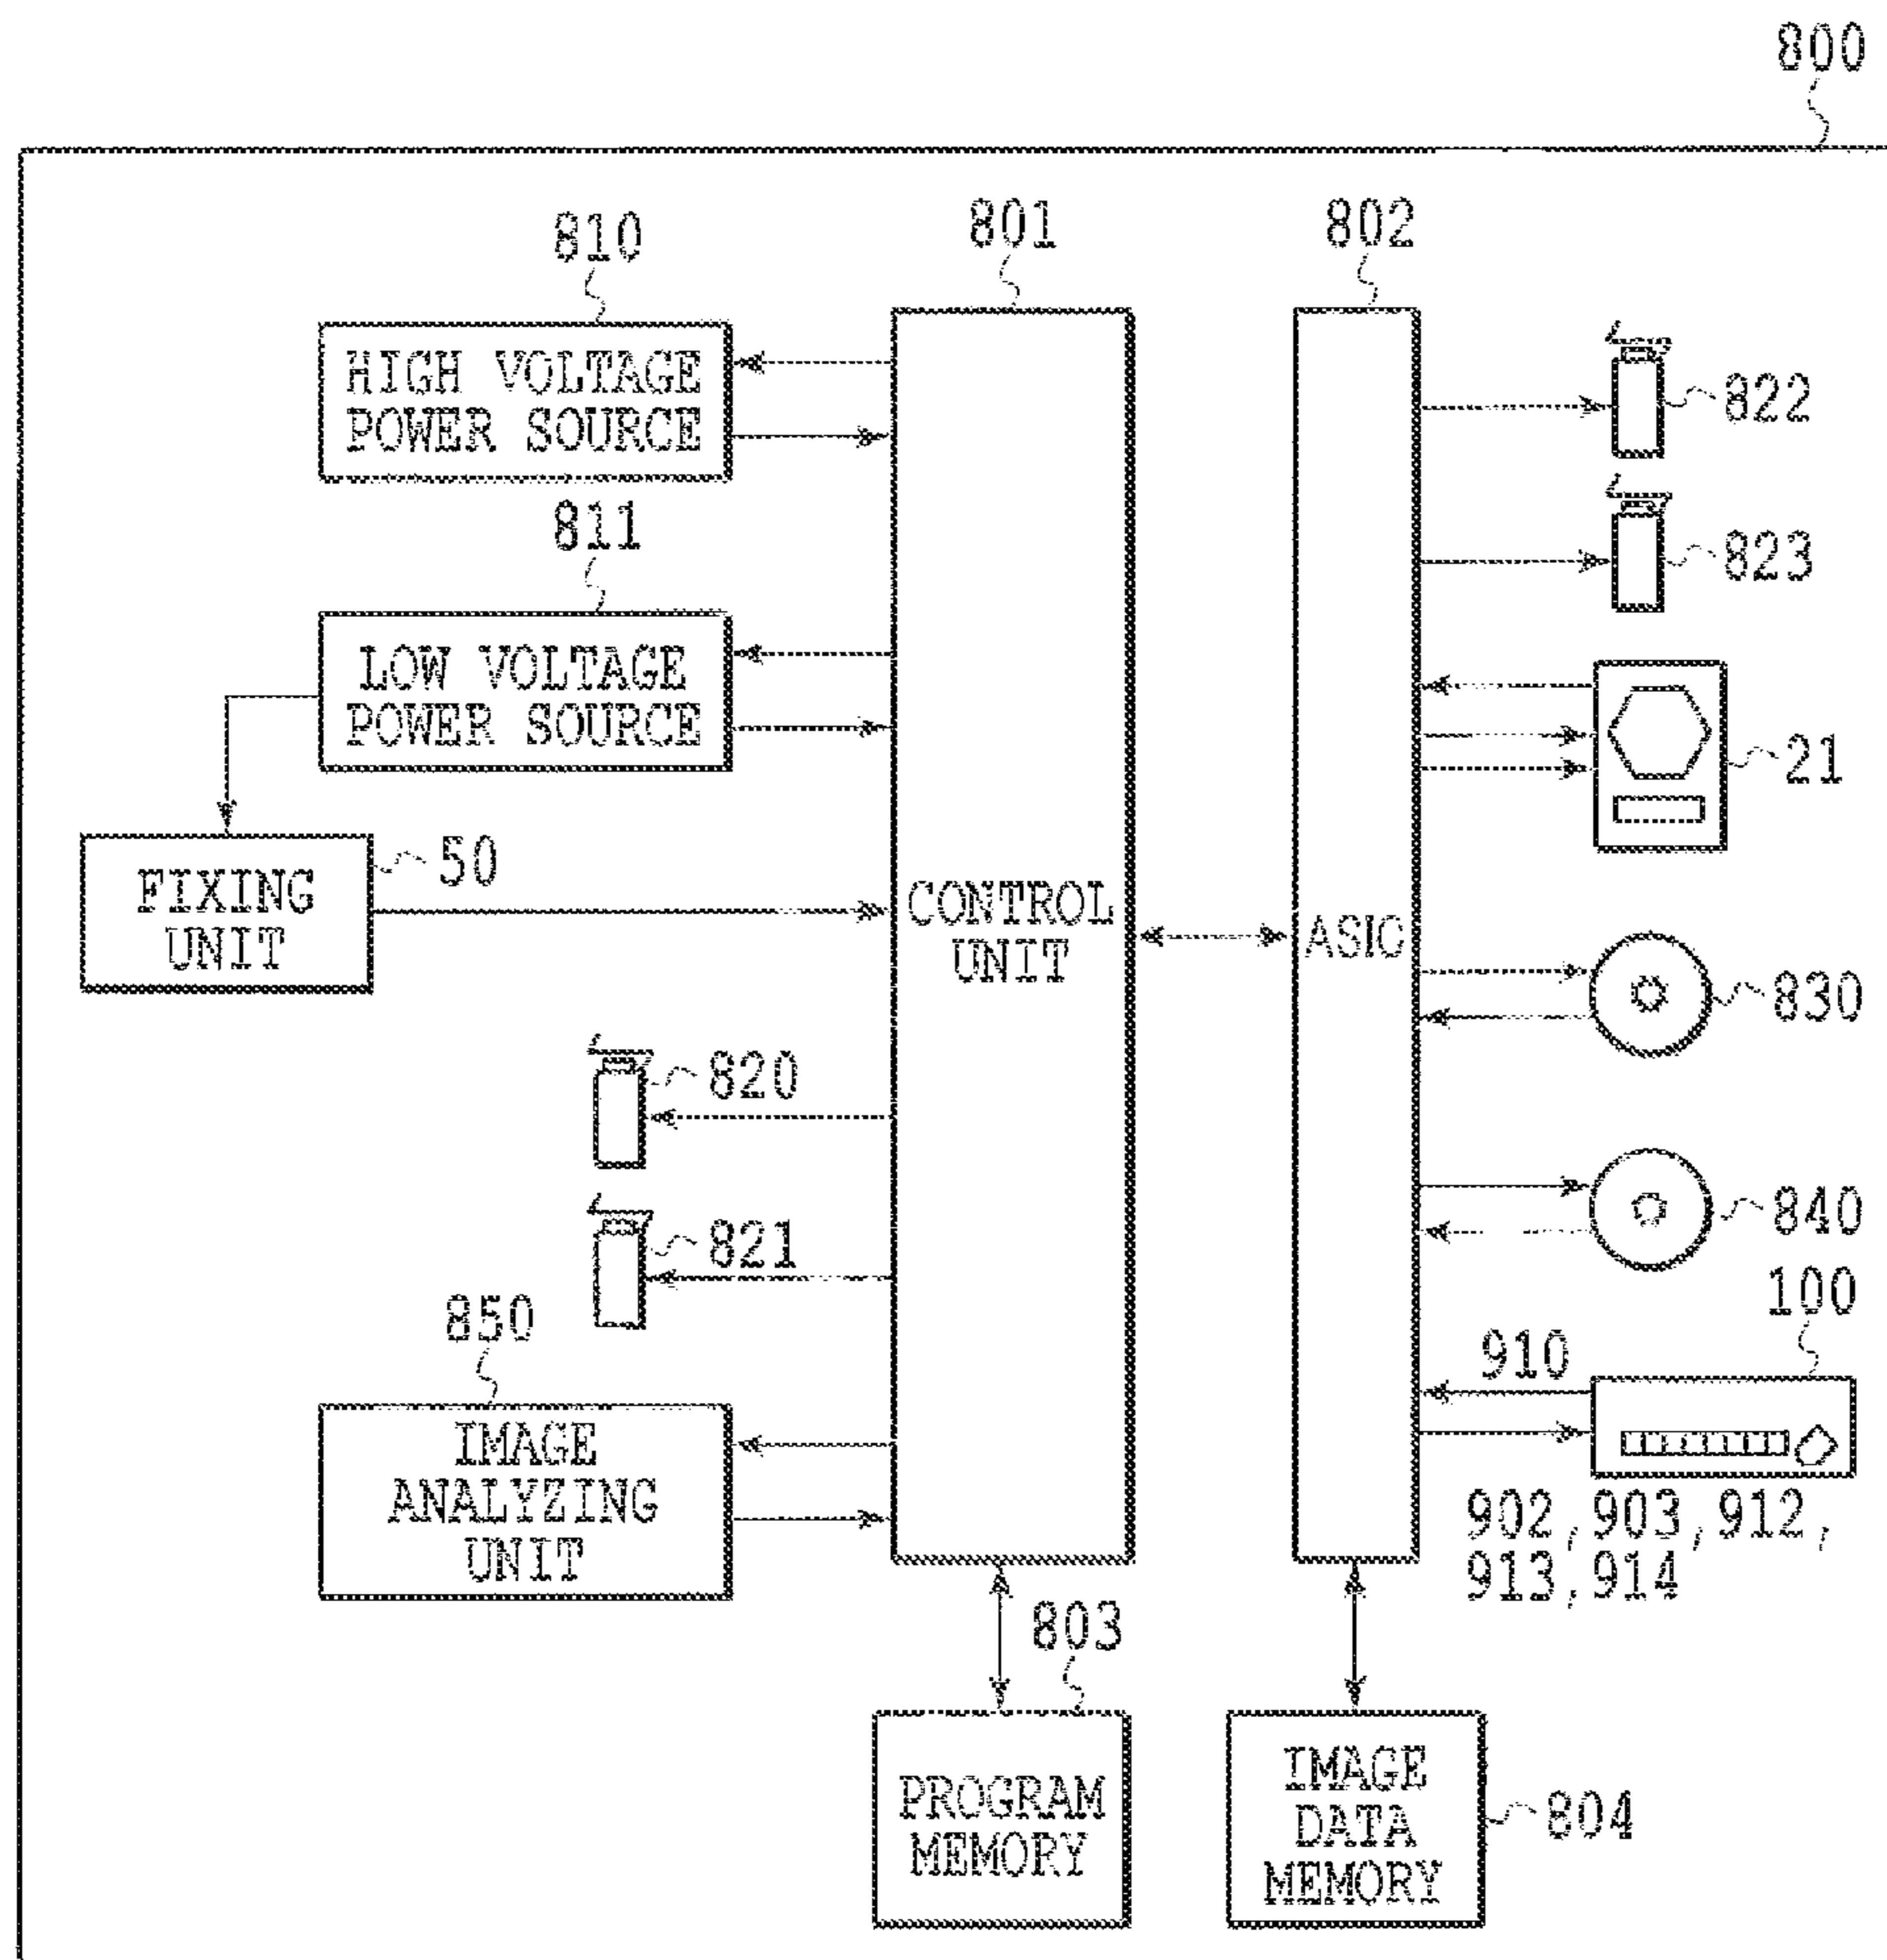 800
810
801
802
HIGH VOLTAGE
POWER SOURCE
822
811
823
LOW VOLTAGE
POWER SOURCE
21
50
FIXING
UNIT
CONTROL
UNIT
ASIC
830
820
840
821
100
850
910
IMAGE
ANALYZING
UNIT
902, 903, 912,
913, 914
803
PROGRAM
MEMORY
IMAGE
DATA
MEMORY
804